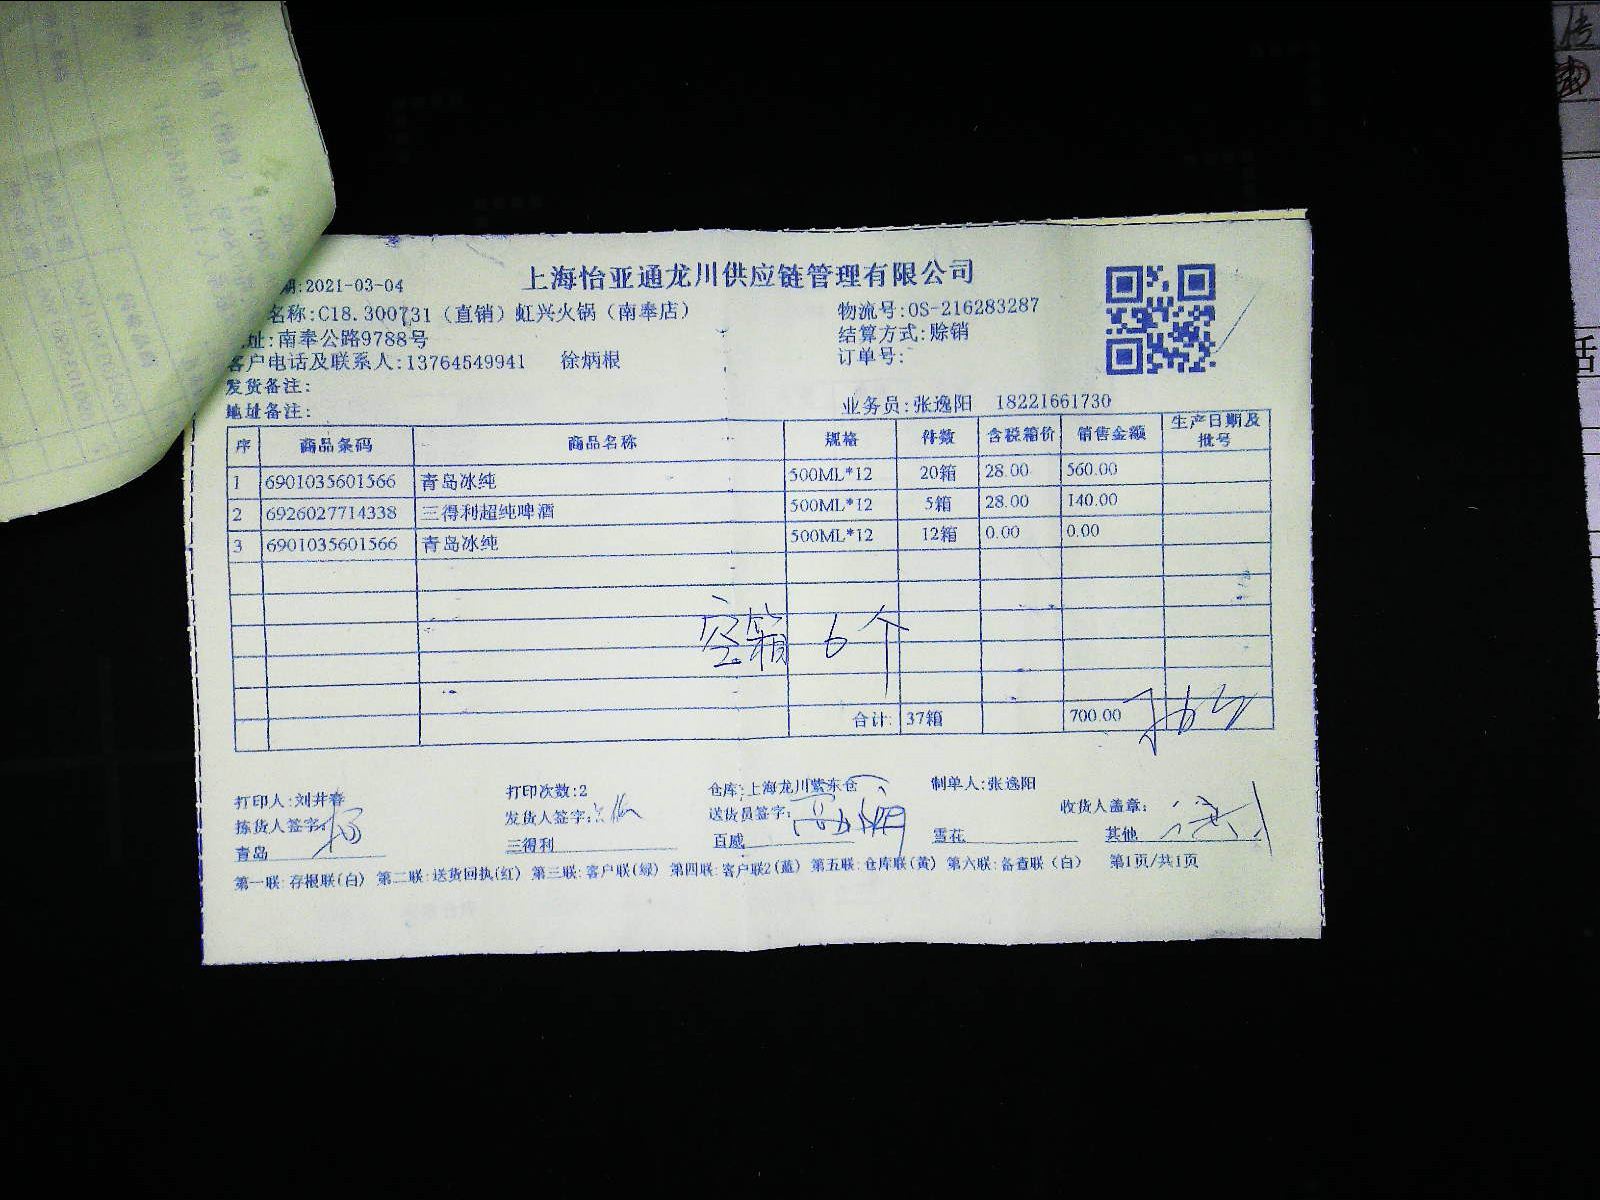 上海怡亚通龙川供应链管理有限公司
期:2021-03-04
名称:C18.300731（直销）虹兴火锅（南奉店）
物流号:OS-216283287
址:南奉公路9788号
结算方式:赊销
客户电话及联系人:13764549941 徐炳根
订单号:
发货备注:
地址备注:
业务员:张逸阳 18221661730
序 商品条码 商品名称 规格 件数 含税箱价 销售金额 生产日期及批号
1 6901035601566 青岛冰纯 500ML*12 20箱 28.00 560.00
2 6926027714338 三得利超纯啤酒 500ML*12 5箱 28.00 140.00
3 6901035601566 青岛冰纯 500ML*12 12箱 0.00 0.00
空箱 6个
合计: 37箱 700.00
打印人:刘井春 打印次数:2 仓库:上海龙川紫东仓 制单人:张逸阳
拣货人签字: 发货人签字: 送货员签字: 收货人盖章:
青岛 三得利 百威 雪花 其他
第一联:存根联(白) 第二联:送货回执(红) 第三联:客户联(绿) 第四联:客户联2(蓝) 第五联:仓库联(黄) 第六联:备查联(白) 第1页/共1页